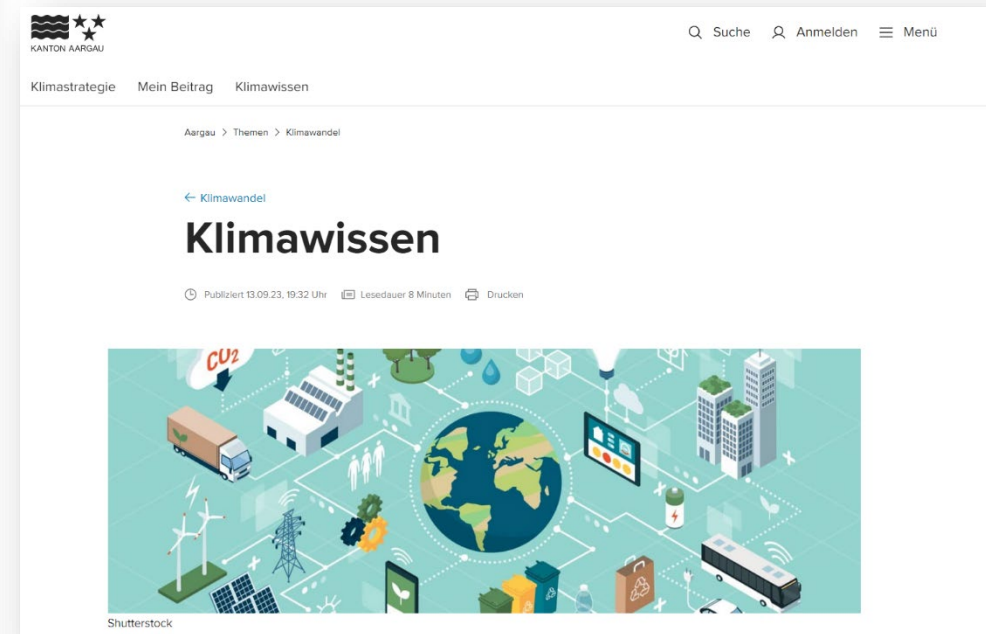 KANTON AARGAU
Suche Anmelden Menü
Klimastrategie Mein Beitrag Klimawissen
Aargau > Themen > Klimawandel
← Klimawandel
Klimawissen
Publiziert 13.09.23, 19:32 Uhr Lesedauer 8 Minuten Drucken
CO2
Shutterstock